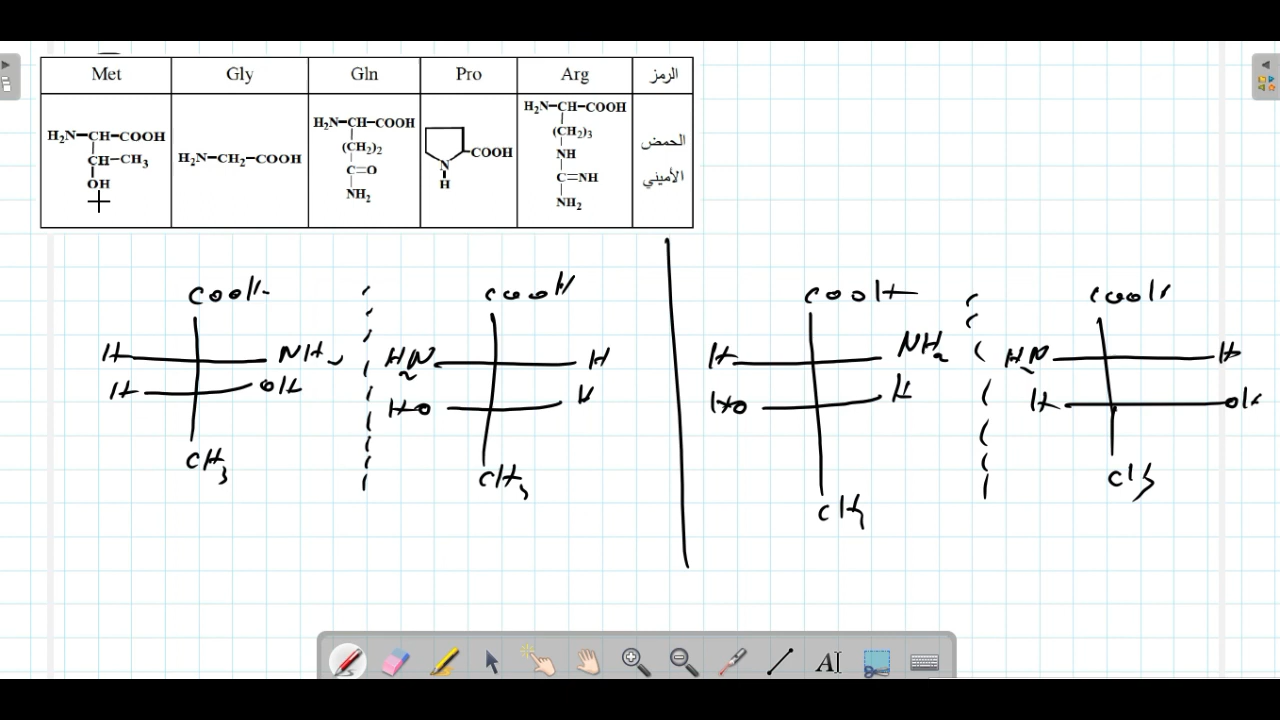 Met Gly Gln Pro Arg الرمز
H₂N-CH-COOH
CH-CH₃
OH
H₂N-CH₂-COOH
H₂N-CH-COOH
(CH₂)₂
C=O
NH₂
COOH
N
H
H₂N-CH-COOH
(CH₂)₃
NH
C=NH
NH₂
الحمض
الأميني
COOH
H NH₂
H OH
CH₃
COOH
H₂N H
HO H
CH₃
COOH
H NH₂
HO H
CH₃
COOH
H₂N H
H OH
CH₃
A